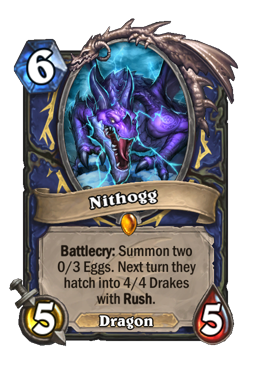 6
Nithogg
Battlecry: Summon two
0/3 Eggs. Next turn they
hatch into 4/4 Drakes
with Rush.
5
Dragon
5